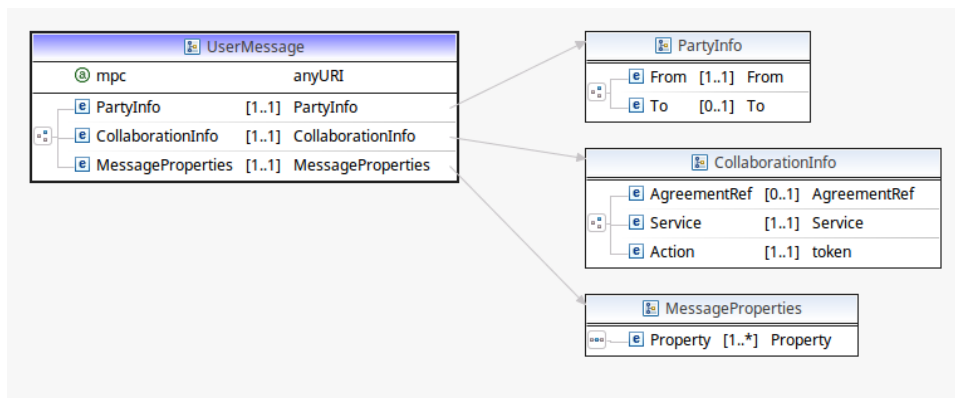 UserMessage
a mpc anyURI
e PartyInfo [1..1] PartyInfo
e CollaborationInfo [1..1] CollaborationInfo
e MessageProperties [1..1] MessageProperties
PartyInfo
e From [1..1] From
e To [0..1] To
CollaborationInfo
e AgreementRef [0..1] AgreementRef
e Service [1..1] Service
e Action [1..1] token
MessageProperties
e Property [1..*] Property